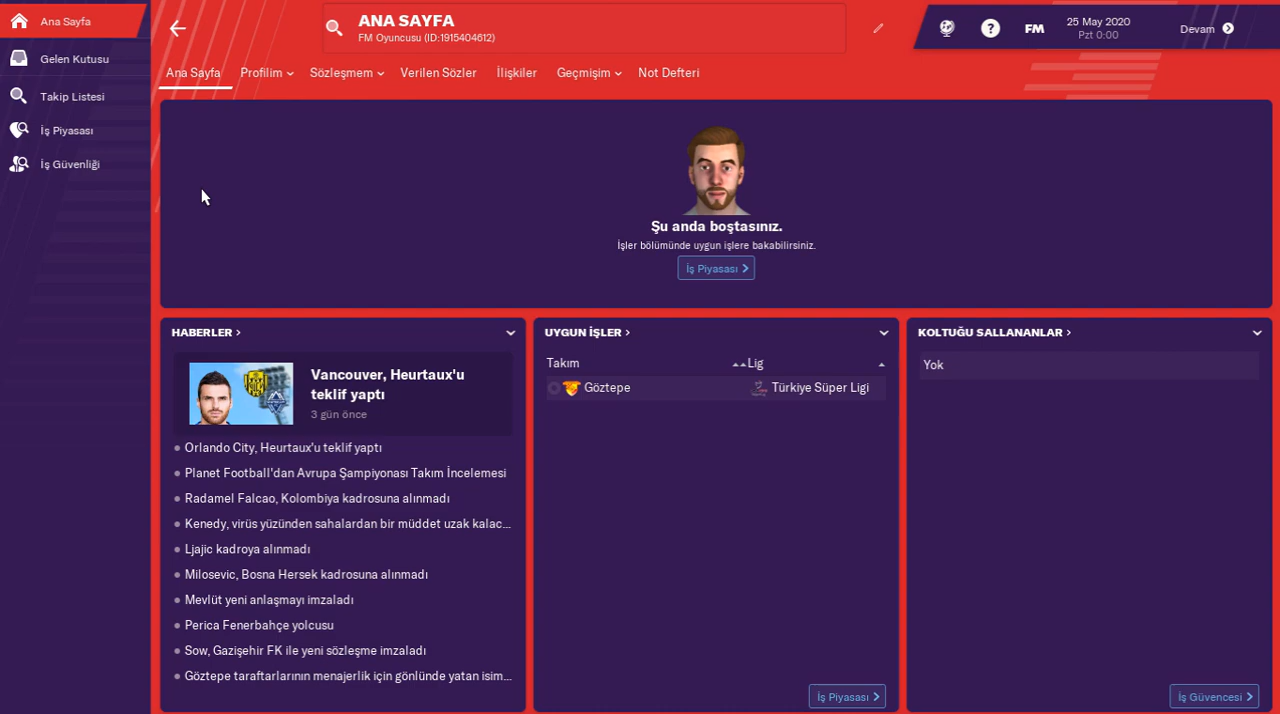 Ana Sayfa
Gelen Kutusu
Takip Listesi
İş Piyasası
İş Güvenliği
ANA SAYFA
FM Oyuncusu (ID:1915404612)
?
FM
25 May 2020
Pzt 0:00
Devam
Ana Sayfa
Profilim
Sözleşmem
Verilen Sözler
İlişkiler
Geçmişim
Not Defteri
Şu anda boştasınız.
İşler bölümünde uygun işlere bakabilirsiniz.
İş Piyasası
HABERLER
Vancouver, Heurtaux'u
teklif yaptı
3 gün önce
Orlando City, Heurtaux'u teklif yaptı
Planet Football'dan Avrupa Şampiyonası Takım İncelemesi
Radamel Falcao, Kolombiya kadrosuna alınmadı
Kenedy, virüs yüzünden sahalardan bir müddet uzak kalac...
Ljajic kadroya alınmadı
Milosevic, Bosna Hersek kadrosuna alınmadı
Mevlüt yeni anlaşmayı imzaladı
Perica Fenerbahçe yolcusu
Sow, Gazişehir FK ile yeni sözleşme imzaladı
Göztepe taraftarlarının menajerlik için gönlünde yatan isim...
UYGUN İŞLER
Takım
Lig
Göztepe
Türkiye Süper Ligi
İş Piyasası
KOLTUĞU SALLANANLAR
Yok
İş Güvencesi